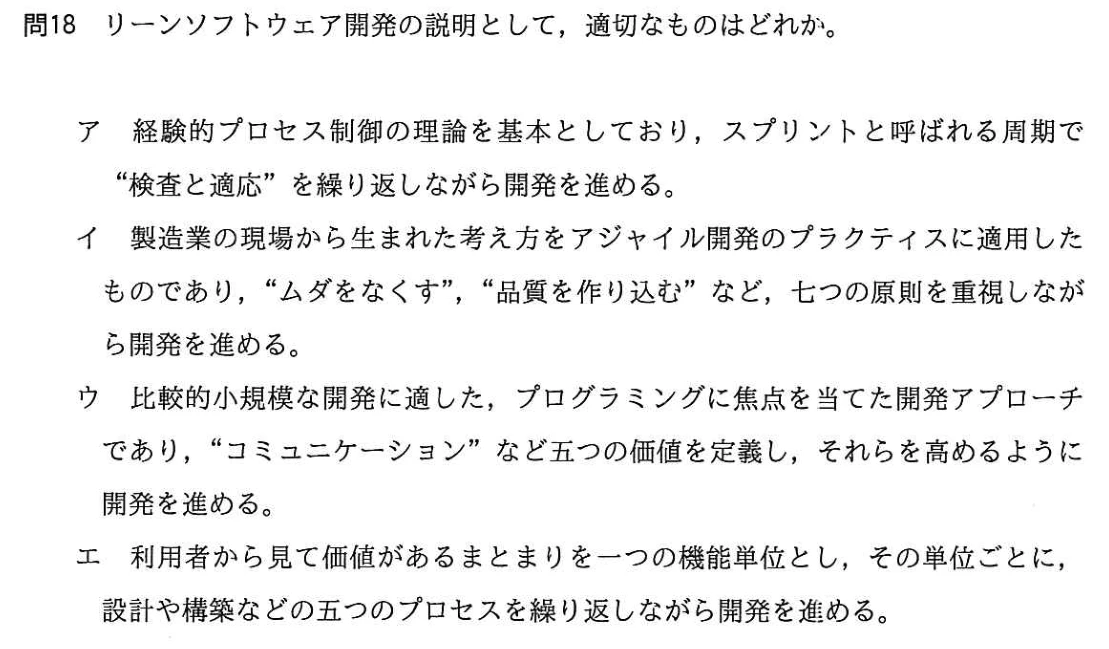 問18 リーンソフトウェア開発の説明として，適切なものはどれか。
ア 経験的プロセス制御の理論を基本としており，スプリントと呼ばれる周期で
“検査と適応”を繰り返しながら開発を進める。
イ 製造業の現場から生まれた考え方をアジャイル開発のプラクティスに適用した
ものであり，“ムダをなくす”，“品質を作り込む”など，七つの原則を重視しなが
ら開発を進める。
ウ 比較的小規模な開発に適した，プログラミングに焦点を当てた開発アプローチ
であり，“コミュニケーション”など五つの価値を定義し，それらを高めるように
開発を進める。
エ 利用者から見て価値があるまとまりを一つの機能単位とし，その単位ごとに，
設計や構築などの五つのプロセスを繰り返しながら開発を進める。